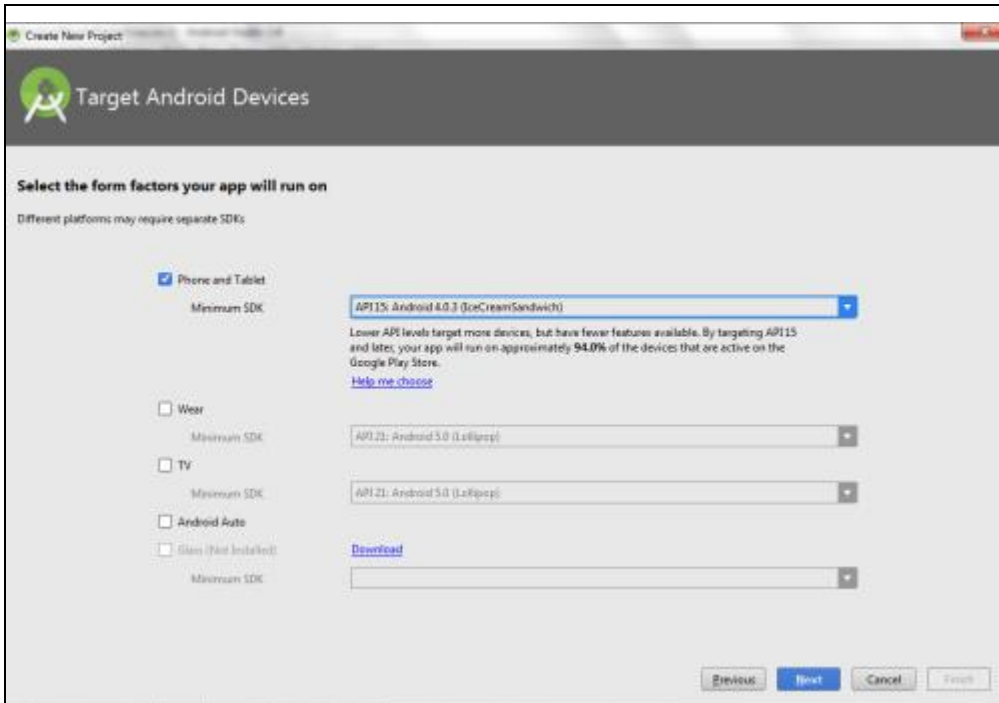 Create New Project
Target Android Devices
Select the form factors your app will run on
Different platforms may require separate SDKs
Phone and Tablet
Minimum SDK
API 15: Android 4.0.3 (IceCreamSandwich)
Lower API levels target more devices, but have fewer features available. By targeting API 15
and later, your app will run on approximately 94.0% of the devices that are active on the
Google Play Store.
Help me choose
Wear
Minimum SDK
API 21: Android 5.0 (Lollipop)
TV
Minimum SDK
API 21: Android 5.0 (Lollipop)
Android Auto
Glass (Not Installed)
Download
Minimum SDK
Previous
Next
Cancel
Finish